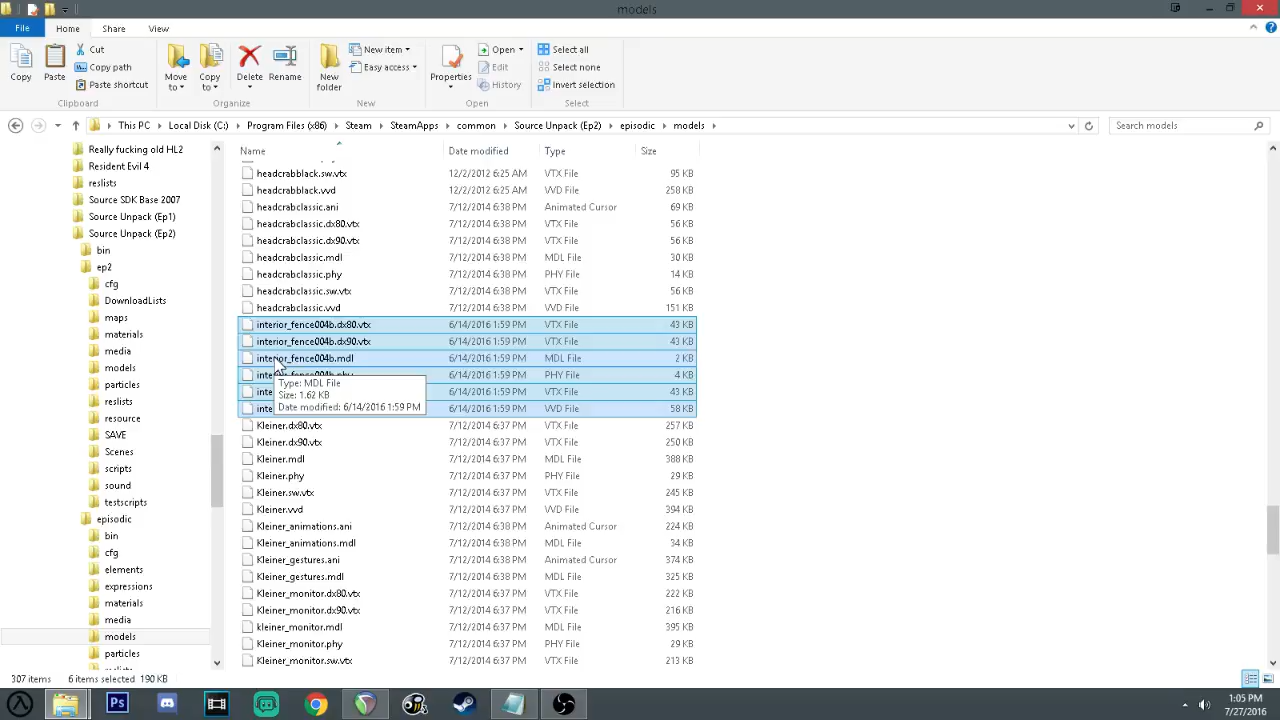 models
File Home Share View
Copy
Paste
Cut
Copy path
Paste shortcut
Clipboard
Move to
Copy to
Delete
Rename
Organize
New folder
New item
Easy access
New
Properties
Open
Edit
History
Open
Select all
Select none
Invert selection
Select
This PC Local Disk (C:) Program Files (x86) Steam SteamApps common Source Unpack (Ep2) episodic models
Search models
Really fucking old HL2
Resident Evil 4
reslists
Source SDK Base 2007
Source Unpack (Ep1)
Source Unpack (Ep2)
bin
ep2
cfg
DownloadLists
maps
materials
media
models
particles
reslists
resource
SAVE
Scenes
scripts
sound
testscripts
episodic
bin
cfg
elements
expressions
materials
media
models
particles
Name Date modified Type Size
headcrabblack.sw.vtx 12/2/2012 6:25 AM VTX File 95 KB
headcrabblack.vvd 12/2/2012 6:25 AM VVD File 258 KB
headcrabclassic.ani 7/12/2014 6:38 PM Animated Cursor 69 KB
headcrabclassic.dx80.vtx 7/12/2014 6:38 PM VTX File 56 KB
headcrabclassic.dx90.vtx 7/12/2014 6:38 PM VTX File 56 KB
headcrabclassic.mdl 7/12/2014 6:38 PM MDL File 30 KB
headcrabclassic.phy 7/12/2014 6:38 PM PHY File 14 KB
headcrabclassic.sw.vtx 7/12/2014 6:38 PM VTX File 56 KB
headcrabclassic.vvd 7/12/2014 6:38 PM VVD File 151 KB
interior_fence004b.dx80.vtx 6/14/2016 1:59 PM VTX File 43 KB
interior_fence004b.dx90.vtx 6/14/2016 1:59 PM VTX File 43 KB
interior_fence004b.mdl 6/14/2016 1:59 PM MDL File 2 KB
interior_fence004b.phy 6/14/2016 1:59 PM PHY File 4 KB
inte 6/14/2016 1:59 PM VTX File 43 KB
inte 6/14/2016 1:59 PM VVD File 58 KB
Type: MDL File
Size: 1.62 KB
Date modified: 6/14/2016 1:59 PM
Kleiner.dx80.vtx 7/12/2014 6:37 PM VTX File 257 KB
Kleiner.dx90.vtx 7/12/2014 6:37 PM VTX File 250 KB
Kleiner.mdl 7/12/2014 6:37 PM MDL File 388 KB
Kleiner.phy 7/12/2014 6:37 PM PHY File 29 KB
Kleiner.sw.vtx 7/12/2014 6:37 PM VTX File 245 KB
Kleiner.vvd 7/12/2014 6:37 PM VVD File 394 KB
Kleiner_animations.ani 7/12/2014 6:38 PM Animated Cursor 224 KB
Kleiner_animations.mdl 7/12/2014 6:38 PM MDL File 34 KB
Kleiner_gestures.ani 7/12/2014 6:38 PM Animated Cursor 374 KB
Kleiner_gestures.mdl 7/12/2014 6:38 PM MDL File 325 KB
Kleiner_monitor.dx80.vtx 7/12/2014 6:37 PM VTX File 222 KB
Kleiner_monitor.dx90.vtx 7/12/2014 6:37 PM VTX File 216 KB
kleiner_monitor.mdl 7/12/2014 6:37 PM MDL File 395 KB
Kleiner_monitor.phy 7/12/2014 6:37 PM PHY File 29 KB
Kleiner_monitor.sw.vtx 7/12/2014 6:37 PM VTX File 213 KB
307 items 6 items selected 190 KB
Ps
1:05 PM
7/27/2016